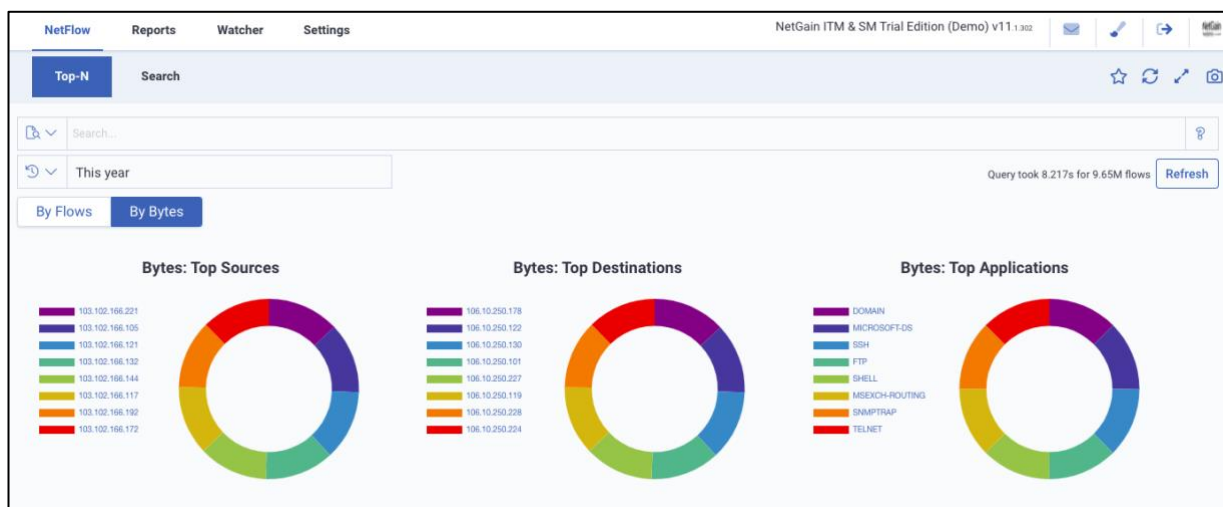 NetFlow Reports Watcher Settings NetGain ITM & SM Trial Edition (Demo) v11 1.302
Top-N Search
Search...
This year Query took 8.217s for 9.65M flows Refresh
By Flows By Bytes
Bytes: Top Sources
103.102.166.221
103.102.166.105
103.102.166.121
103.102.166.132
103.102.166.144
103.102.166.117
103.102.166.192
103.102.166.172
Bytes: Top Destinations
106.10.250.178
106.10.250.122
106.10.250.130
106.10.250.101
106.10.250.227
106.10.250.119
106.10.250.228
106.10.250.224
Bytes: Top Applications
DOMAIN
MICROSOFT-DS
SSH
FTP
SHELL
MSEXCH-ROUTING
SNMPTRAP
TELNET